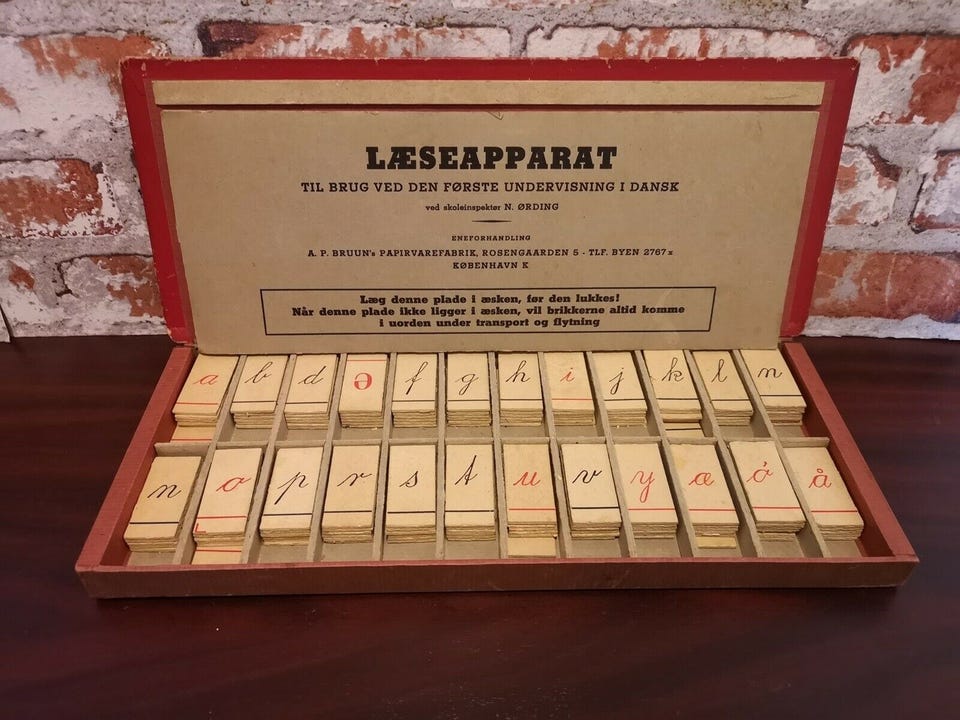 LÆSEAPPARAT
TIL BRUG VED DEN FØRSTE UNDERVISNING I DANSK
ved skoleinspektør N. ØRDING
ENEFORHANDLING
A. P. BRUUN's PAPIRVAREFABRIK, ROSENGAARDEN 5 - TLF. BYEN 2767 x
KØBENHAVN K
Læg denne plade i æsken, før den lukkes!
Når denne plade ikke ligger i æsken, vil brikkerne altid komme
i uorden under transport og flytning
a b d ə f g h i j k l
n o p r s t u v y æ ó å